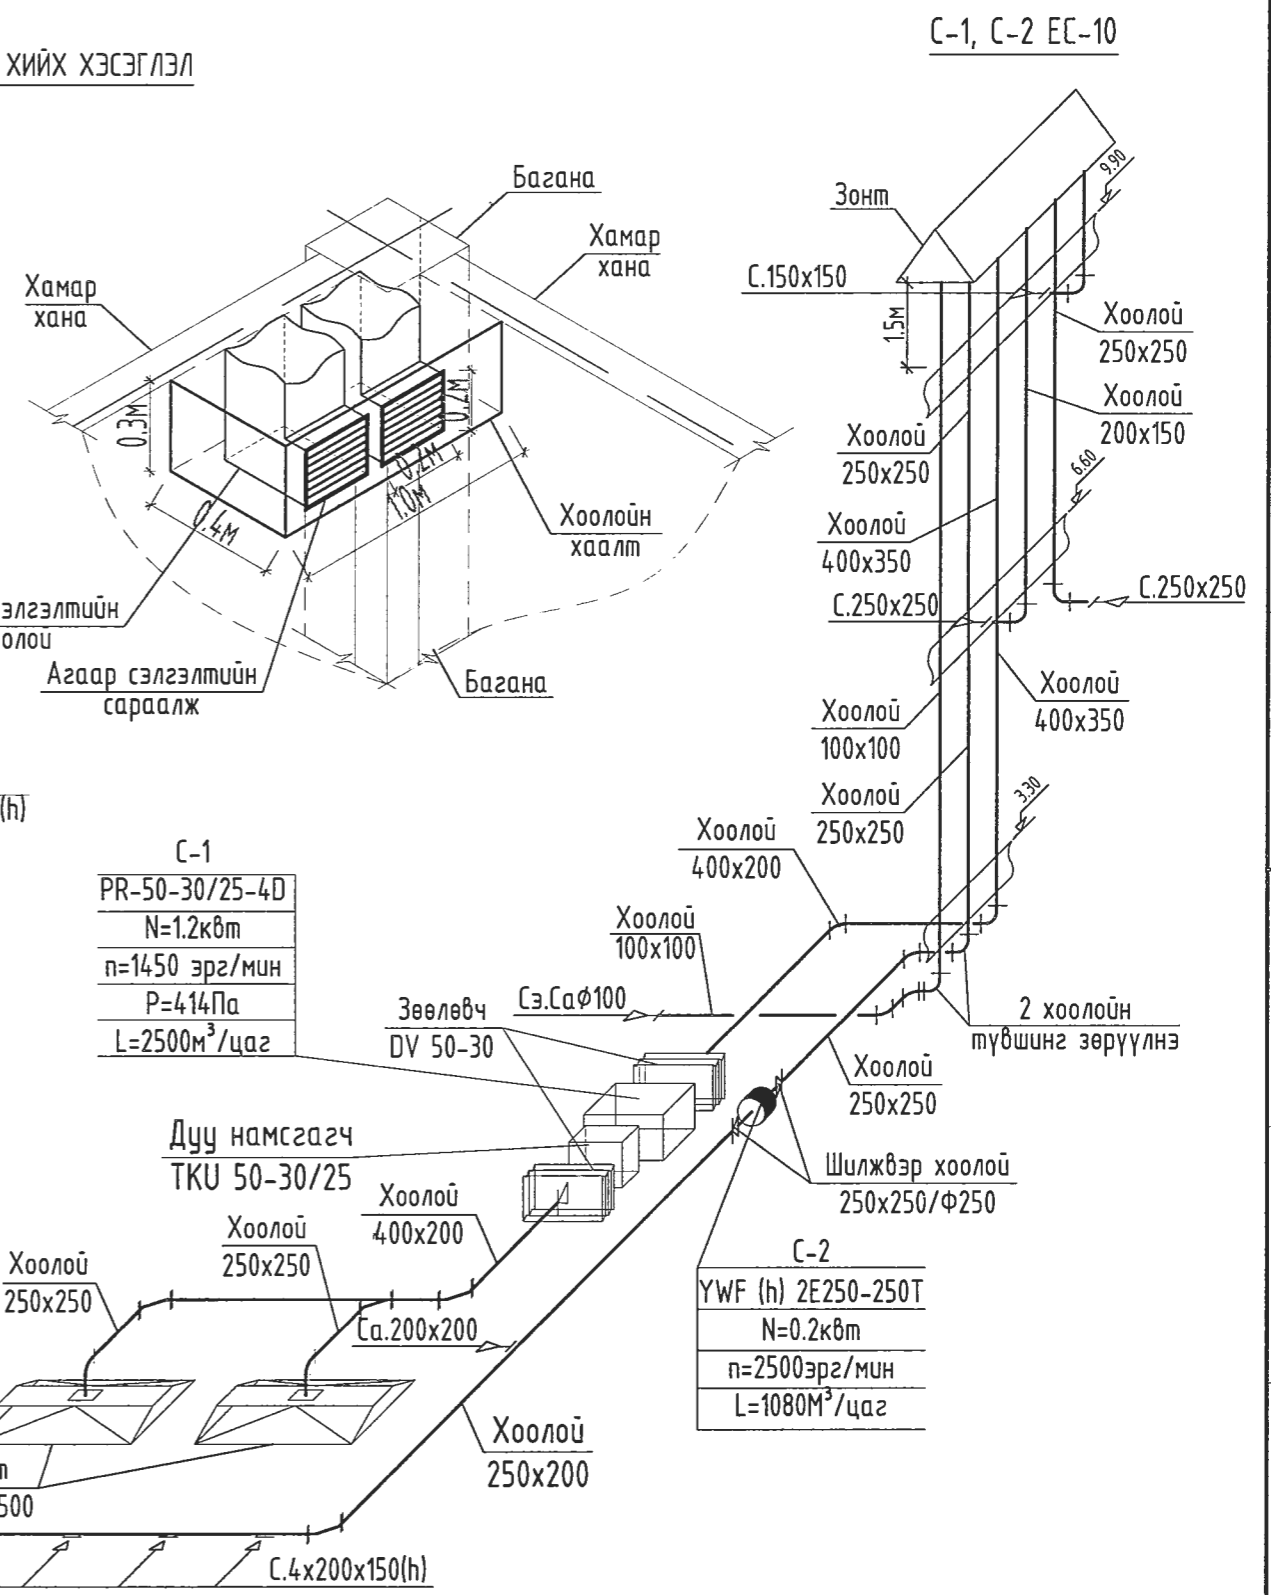 ХИЙХ ХЭСЭГЛЭЛ
С-1, С-2 ЕС-10
Багана
Хамар
хана
Хамар
хана
0.3м
0.2м
0.2м
1.0м
0.4м
Хоолойн
хаалт
элгэлтийн
олой
Агаар сэлгэлтийн
сараалж
Багана
Зонт
9.90
С.150х150
1.5м
Хоолой
250х250
Хоолой
200х150
Хоолой
250х250
6.60
Хоолой
400х350
С.250х250
С.250х250
Хоолой
400х350
Хоолой
100х100
Хоолой
250х250
3.30
(h)
С-1
PR-50-30/25-4D
N=1.2квт
n=1450 эрг/мин
P=414Па
L=2500м³/цаг
Хоолой
400х200
Хоолой
100х100
Сэ.СаФ100
Зөөлөвч
DV 50-30
2 хоолойн
түвшинг зөрүүлнэ
Хоолой
250х250
Дуу намсгагч
TKU 50-30/25
Шилжвэр хоолой
250х250/Ф250
Хоолой
400х200
Хоолой
250х250
Хоолой
250х250
Са.200х200
С-2
YWF (h) 2E250-250T
N=0.2квт
n=2500эрг/мин
L=1080М³/цаг
Хоолой
250х200
т
500
С.4х200х150(h)